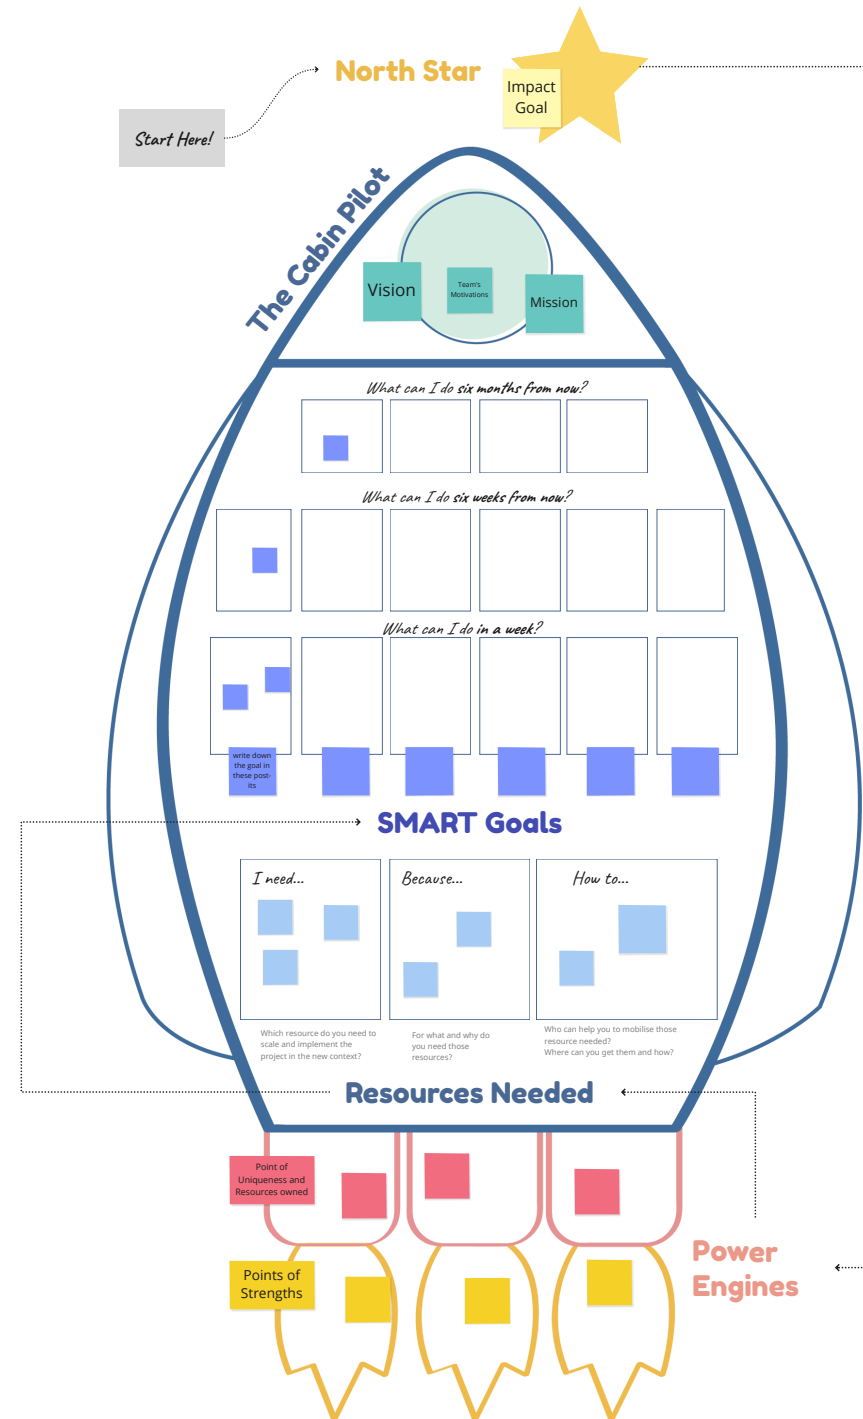 North Star
Impact
Goal
Start Here!
The Cabin Pilot
Vision
Team's
Motivations
Mission
What can I do six months from now?
What can I do six weeks from now?
What can I do in a week?
write down
the goal in
these post-
its
SMART Goals
I need...
Because...
How to...
Which resource do you need to
scale and implement the
project in the new context?
For what and why do
you need those
resources?
Who can help you to mobilise those
resource needed?
Where can you get them and how?
Resources Needed
Point of
Uniqueness and
Resources owned
Power
Engines
Points of
Strengths